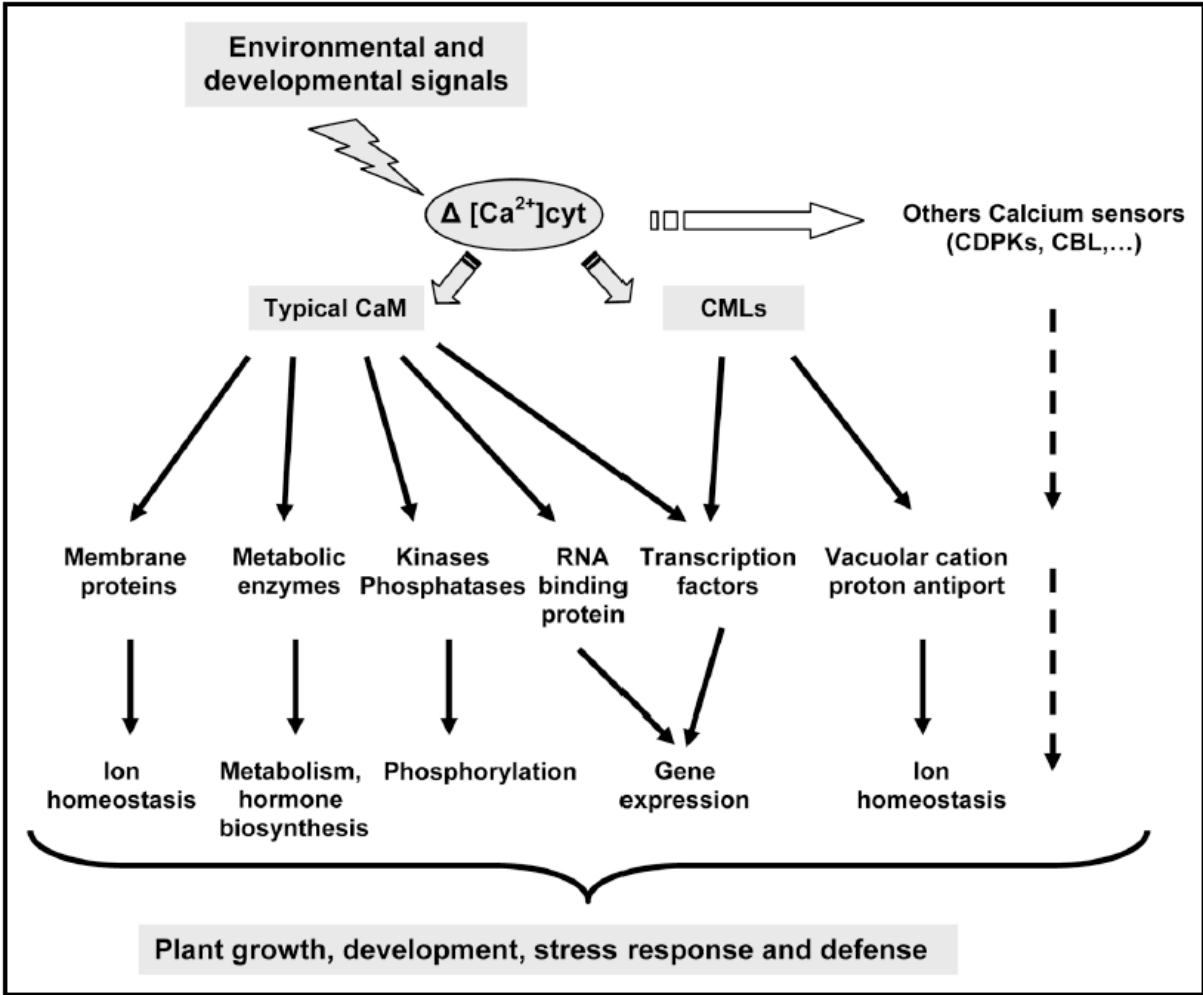 Environmental and
developmental signals
Δ [Ca²⁺]cyt
Others Calcium sensors
(CDPKs, CBL,...)
Typical CaM
CMLs
Membrane
proteins
Metabolic
enzymes
Kinases
Phosphatases
RNA
binding
protein
Transcription
factors
Vacuolar cation
proton antiport
Ion
homeostasis
Metabolism,
hormone
biosynthesis
Phosphorylation
Gene
expression
Ion
homeostasis
Plant growth, development, stress response and defense